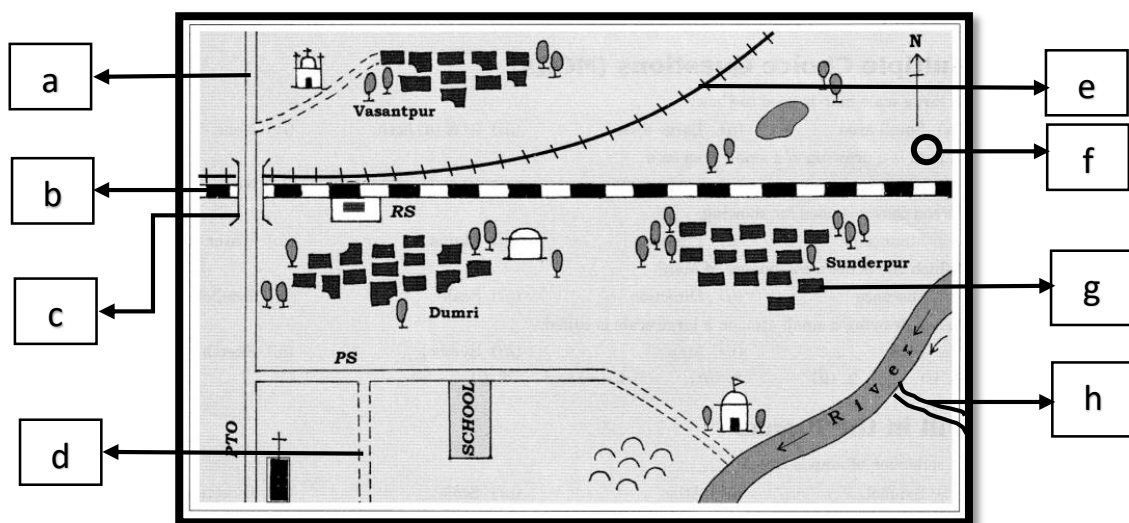 a
b
c
d
e
f
g
h
N
Vasantpur
RS
Sunderpur
Dumri
PS
River
SCHOOL
PTO